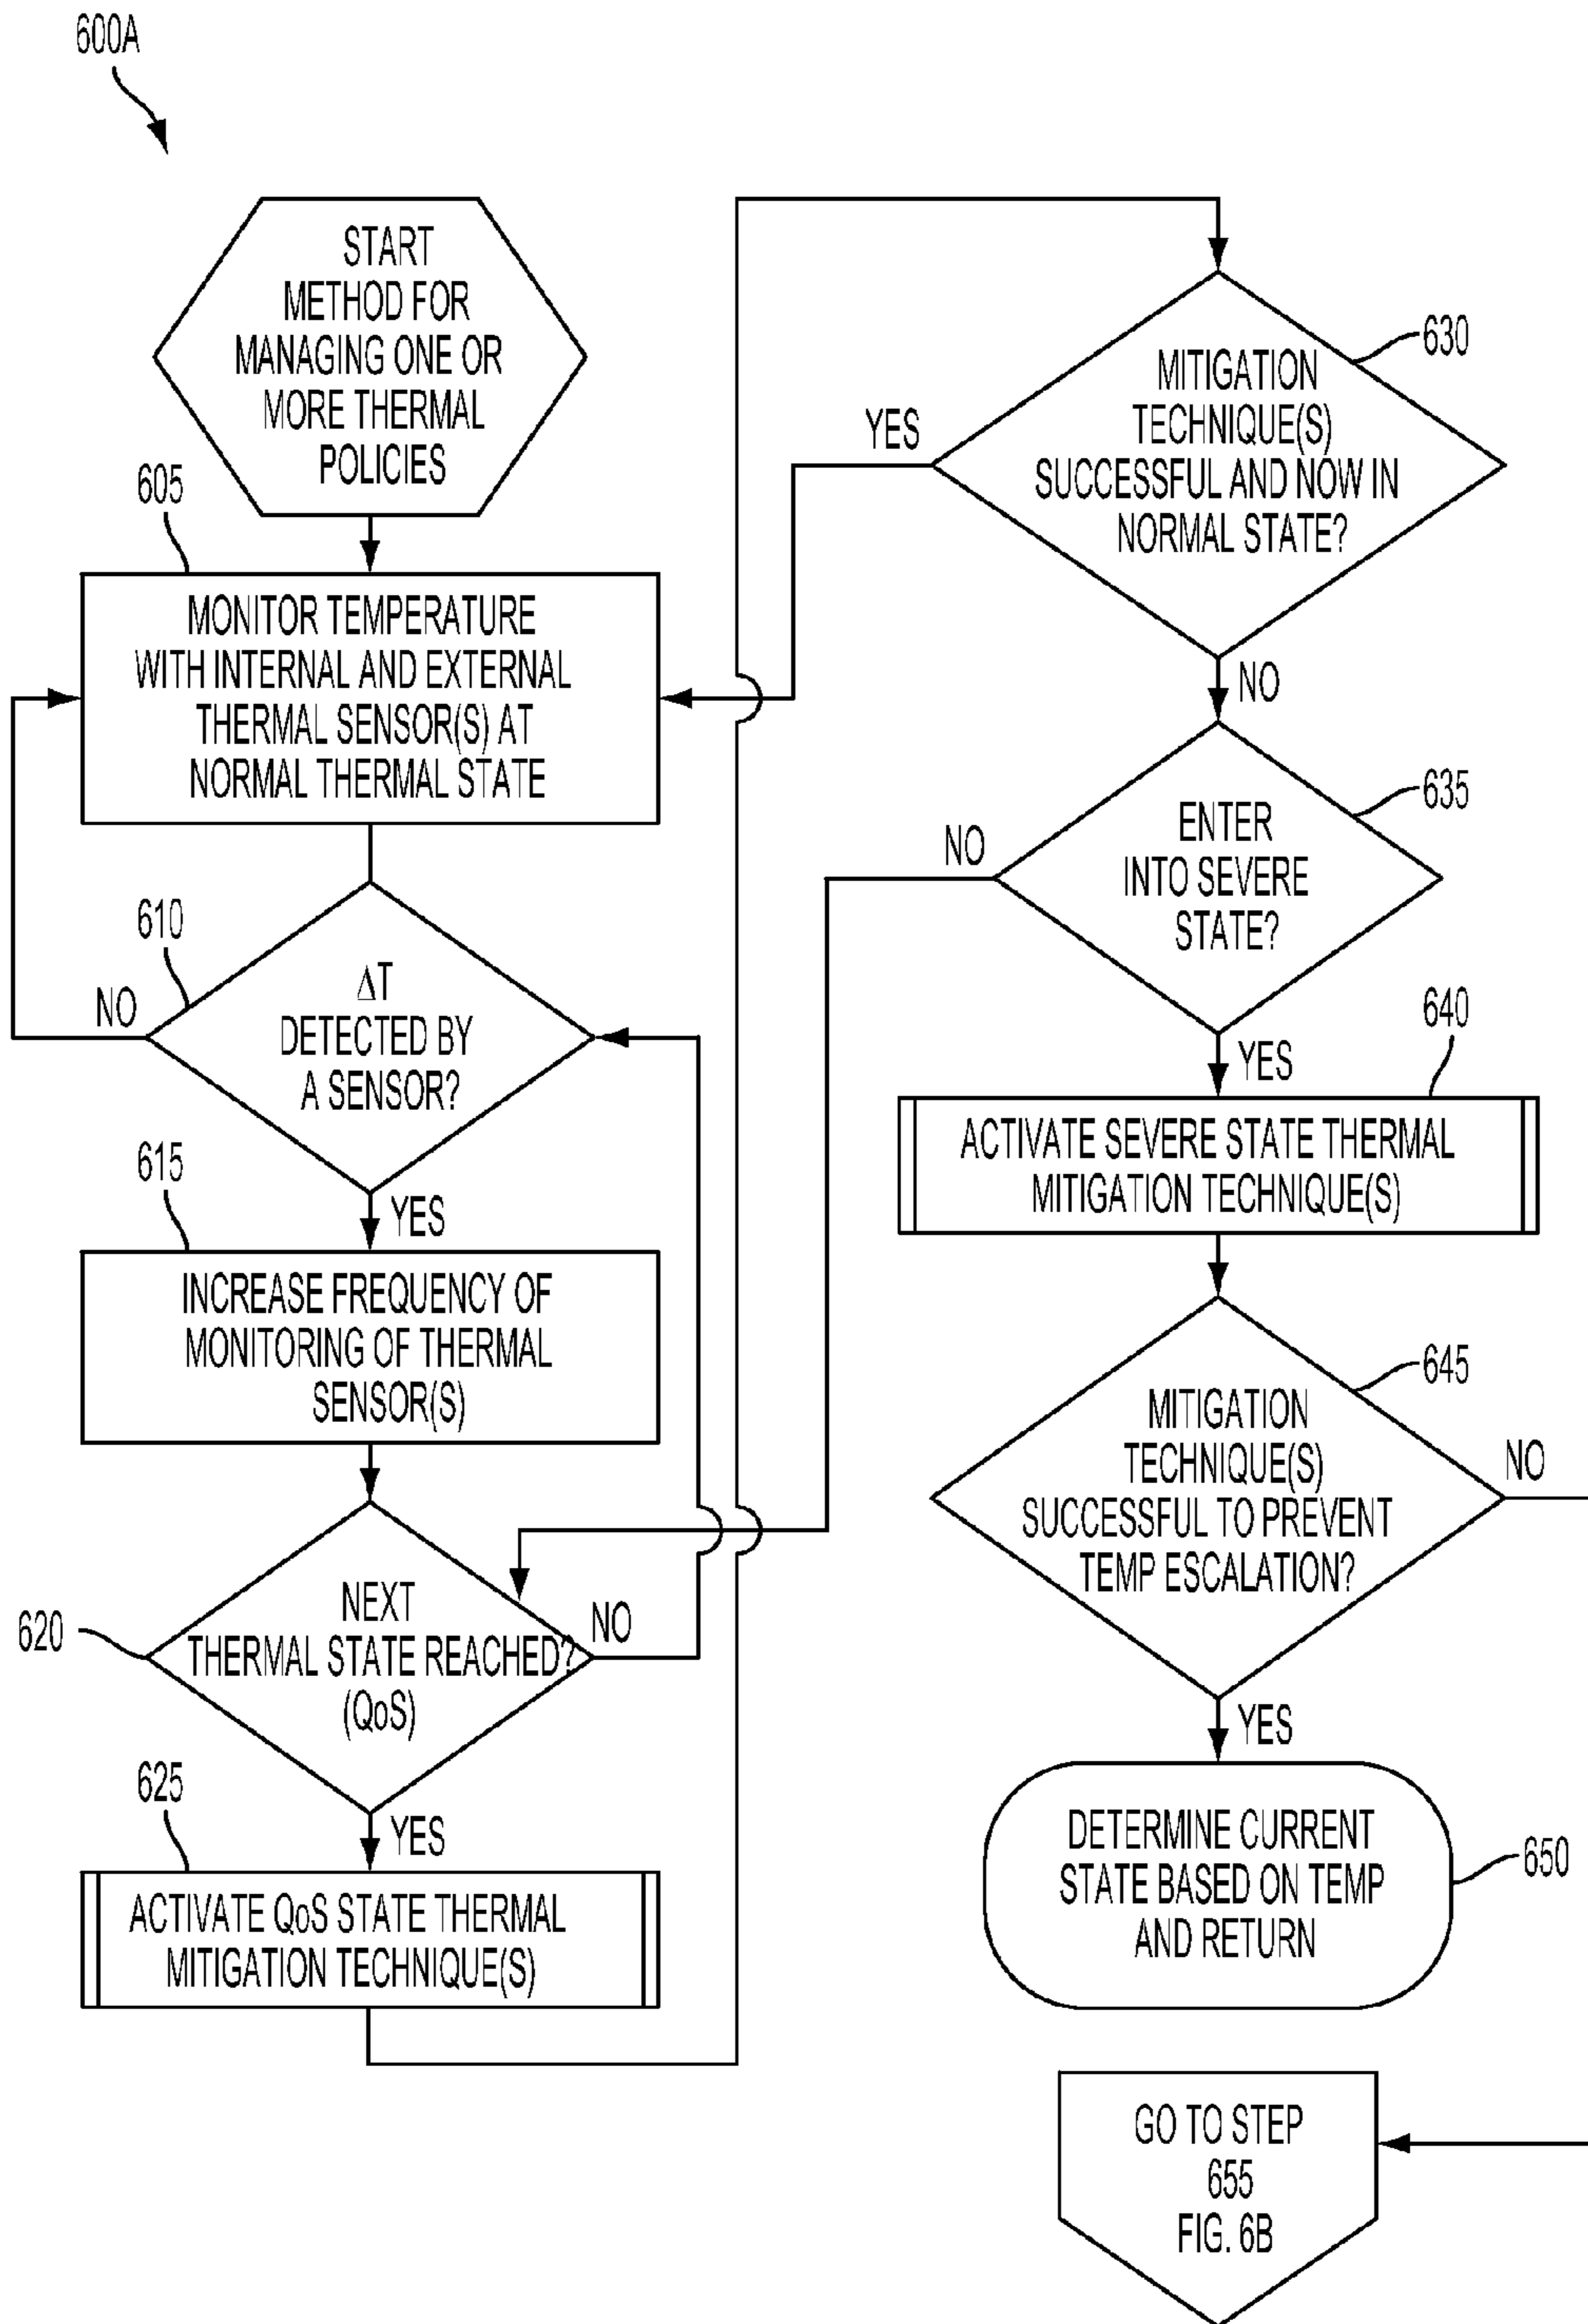 600A
START
METHOD FOR
MANAGING ONE OR
MORE THERMAL
POLICIES
605
MONITOR TEMPERATURE
WITH INTERNAL AND EXTERNAL
THERMAL SENSOR(S) AT
NORMAL THERMAL STATE
610
ΔT
DETECTED BY
A SENSOR?
NO
YES
615
INCREASE FREQUENCY OF
MONITORING OF THERMAL
SENSOR(S)
620
NEXT
THERMAL STATE REACHED?
(QoS)
NO
YES
625
ACTIVATE QoS STATE THERMAL
MITIGATION TECHNIQUE(S)
630
MITIGATION
TECHNIQUE(S)
SUCCESSFUL AND NOW IN
NORMAL STATE?
YES
NO
635
ENTER
INTO SEVERE
STATE?
NO
YES
640
ACTIVATE SEVERE STATE THERMAL
MITIGATION TECHNIQUE(S)
645
MITIGATION
TECHNIQUE(S)
SUCCESSFUL TO PREVENT
TEMP ESCALATION?
NO
YES
DETERMINE CURRENT
STATE BASED ON TEMP
AND RETURN
650
GO TO STEP
655
FIG. 6B